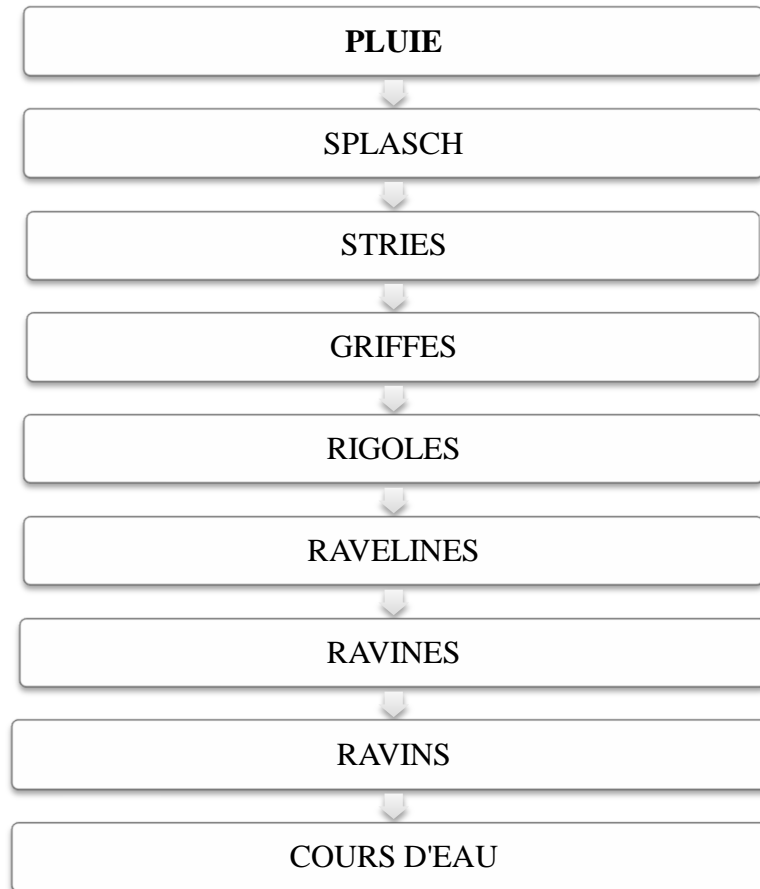 PLUIE
SPLASCH
STRIES
GRIFFES
RIGOLES
RAVELINES
RAVINES
RAVINS
COURS D'EAU